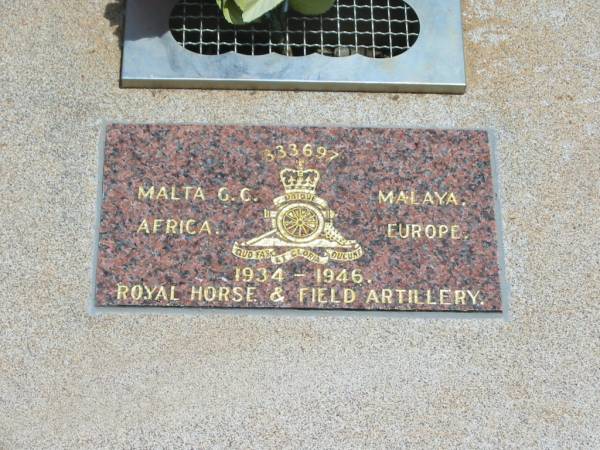 833697
MALTA G.C. MALAYA.
UBIQUE
AFRICA. EUROPE.
QUO FAS ET GLORIA DUCUNT
1934 - 1946.
ROYAL HORSE & FIELD ARTILLERY.